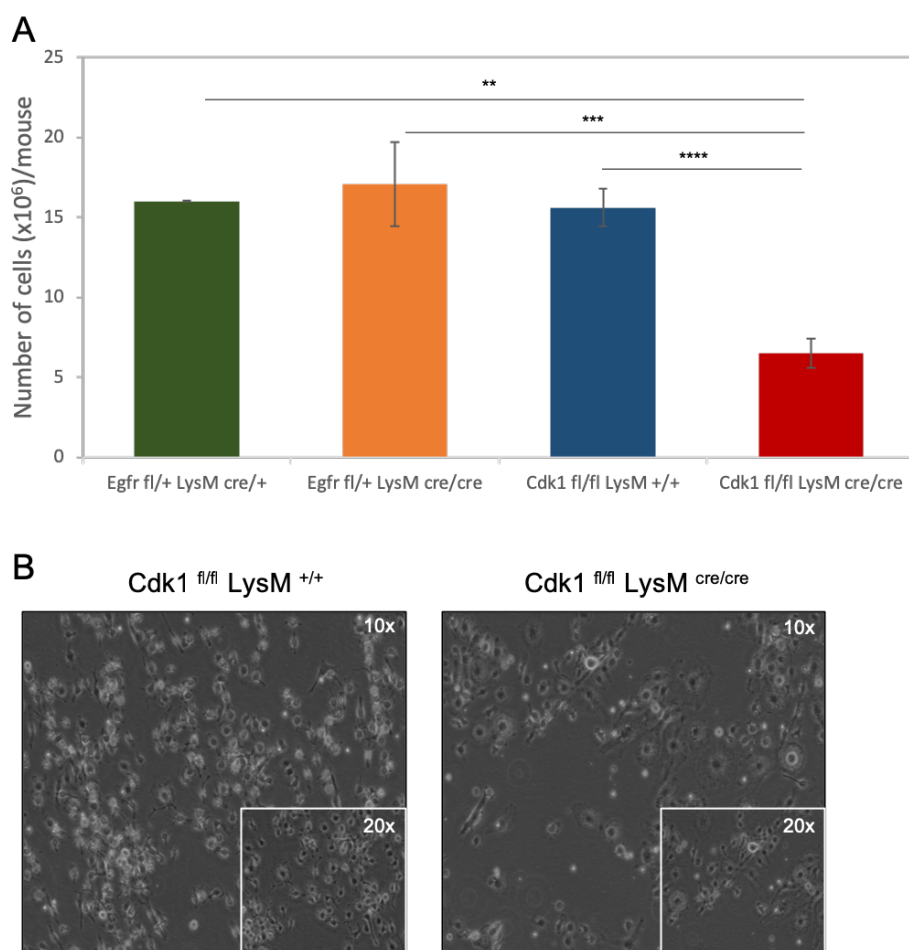 A
25
**
***
20
****
15
10
5
0
Number of cells (x10⁶)/mouse
Egfr fl/+ LysM cre/+
Egfr fl/+ LysM cre/cre
Cdk1 fl/fl LysM +/+
Cdk1 fl/fl LysM cre/cre
B
Cdk1 fl/fl LysM +/+
Cdk1 fl/fl LysM cre/cre
10x
10x
20x
20x